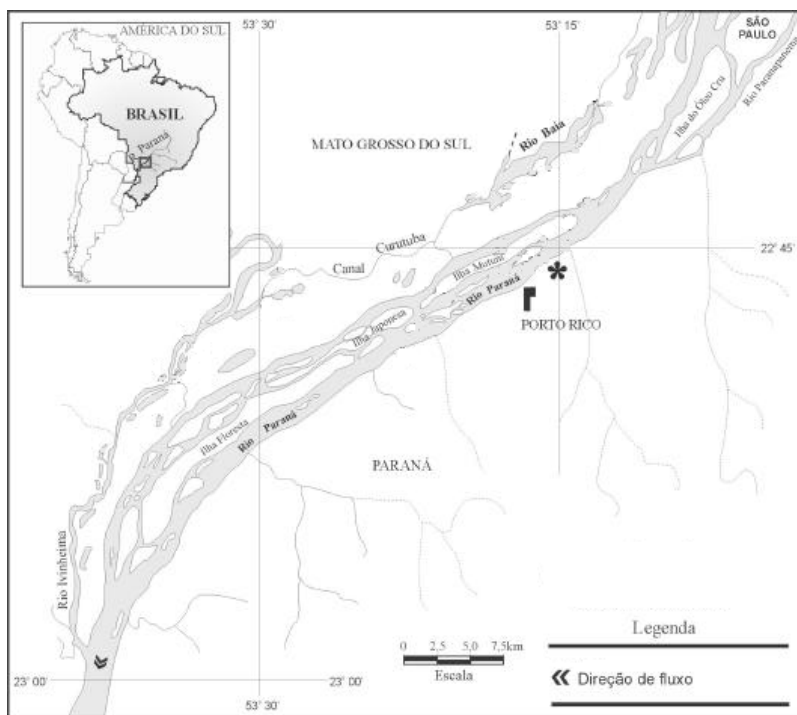 AMÉRICA DO SUL
BRASIL
Paraná
53° 30'
53° 15'
SÃO
PAULO
Ilha do Óleo Cru
Rio Paranapanema
Rio Baia
MATO GROSSO DO SUL
Curutuba
Canal
22° 45'
Ilha Mutum
Rio Paraná
*
PORTO RICO
Ilha Japonesa
Ilha Floresta
Rio Paraná
PARANÁ
Rio Ivinheima
0 2,5 5,0 7,5km
Escala
Legenda
Direção de fluxo
23° 00'
23° 00'
53° 30'